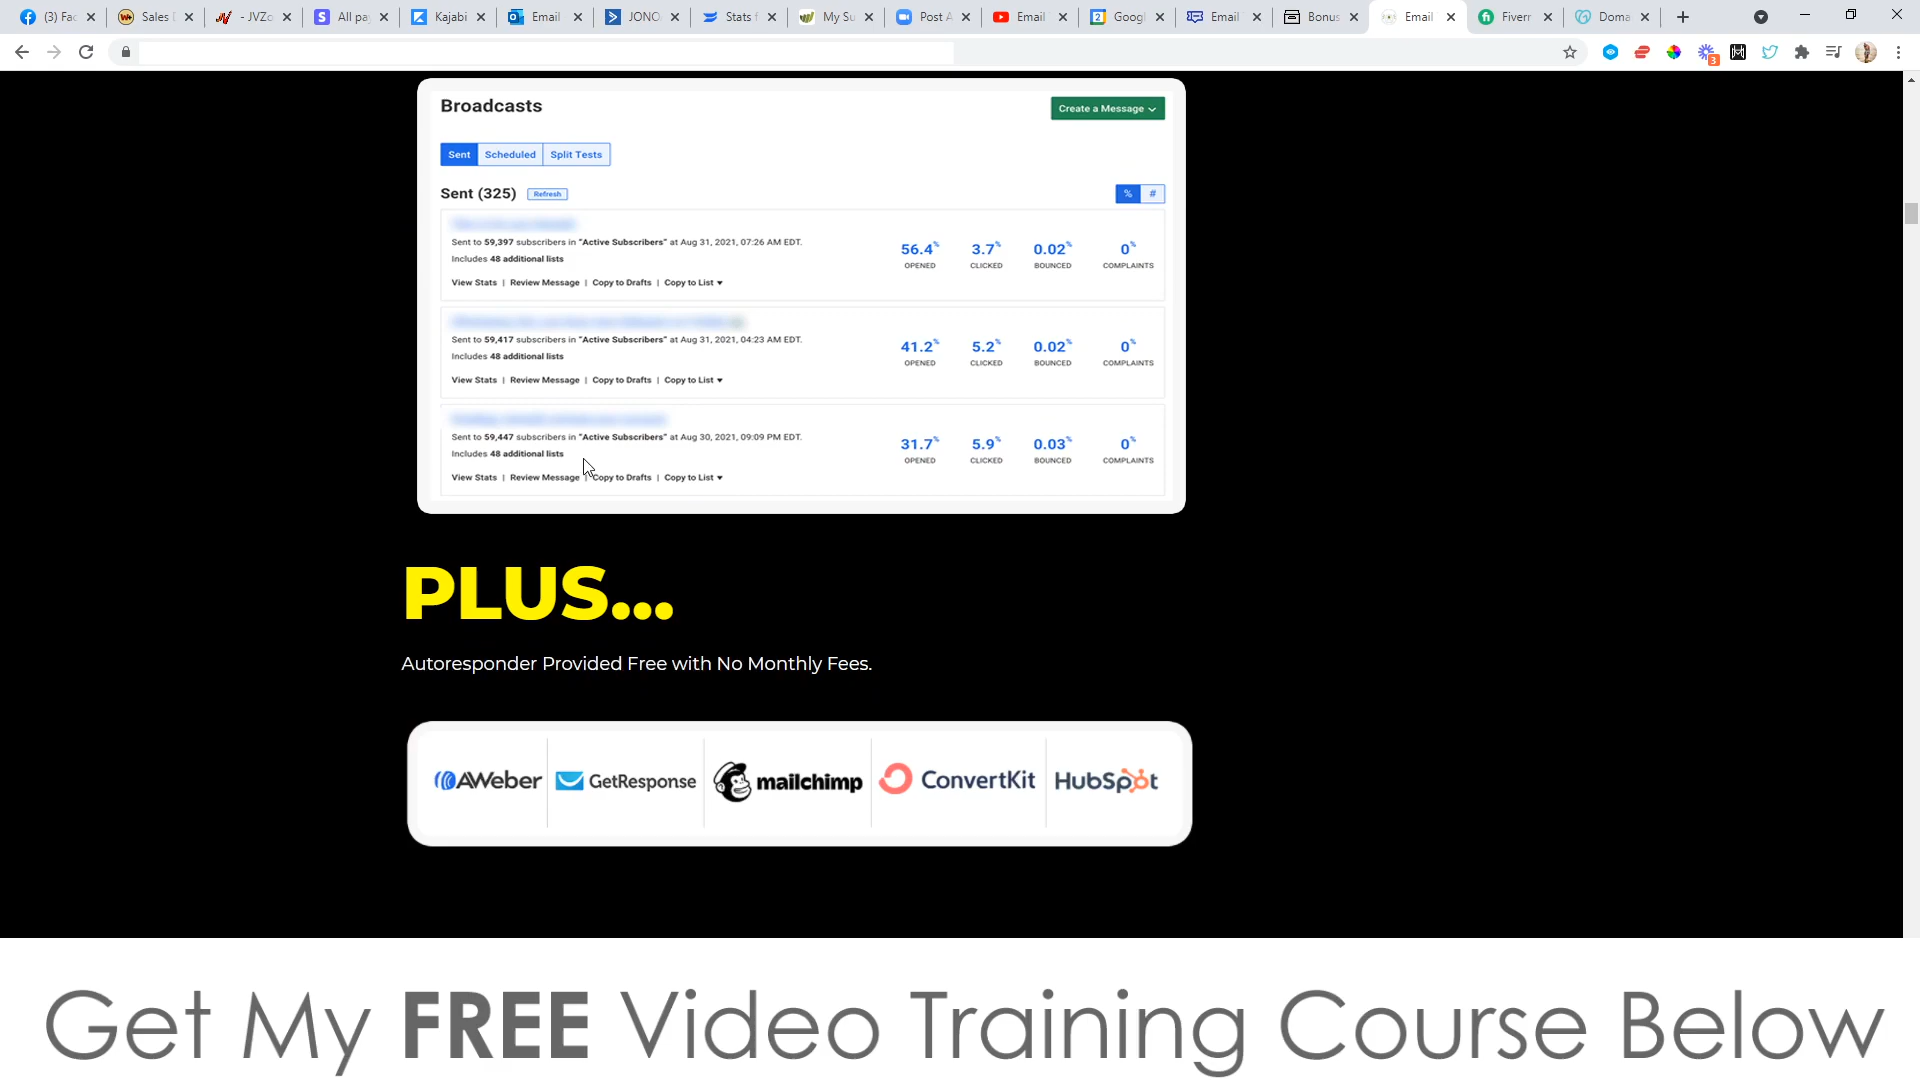 (3) Fac
Sales D
- JVZo
All pa
Kajabi
Email
JONO
Stats f
My Su
Post A
Email
Googl
Email
Bonus
Email
Fiverr
Doma
3
Broadcasts
Create a Message
Sent
Scheduled
Split Tests
Sent (325)
Refresh
%
#
Sent to 59,397 subscribers in "Active Subscribers" at Aug 31, 2021, 07:26 AM EDT.
Includes 48 additional lists
View Stats | Review Message | Copy to Drafts | Copy to List
56.4% 3.7% 0.02% 0%
OPENED CLICKED BOUNCED COMPLAINTS
Sent to 59,417 subscribers in "Active Subscribers" at Aug 31, 2021, 04:23 AM EDT.
Includes 48 additional lists
View Stats | Review Message | Copy to Drafts | Copy to List
41.2% 5.2% 0.02% 0%
OPENED CLICKED BOUNCED COMPLAINTS
Sent to 59,447 subscribers in "Active Subscribers" at Aug 30, 2021, 09:09 PM EDT.
Includes 48 additional lists
View Stats | Review Message | Copy to Drafts | Copy to List
31.7% 5.9% 0.03% 0%
OPENED CLICKED BOUNCED COMPLAINTS
PLUS...
Autoresponder Provided Free with No Monthly Fees.
AWeber
GetResponse
mailchimp
ConvertKit
HubSpot
Get My FREE Video Training Course Below